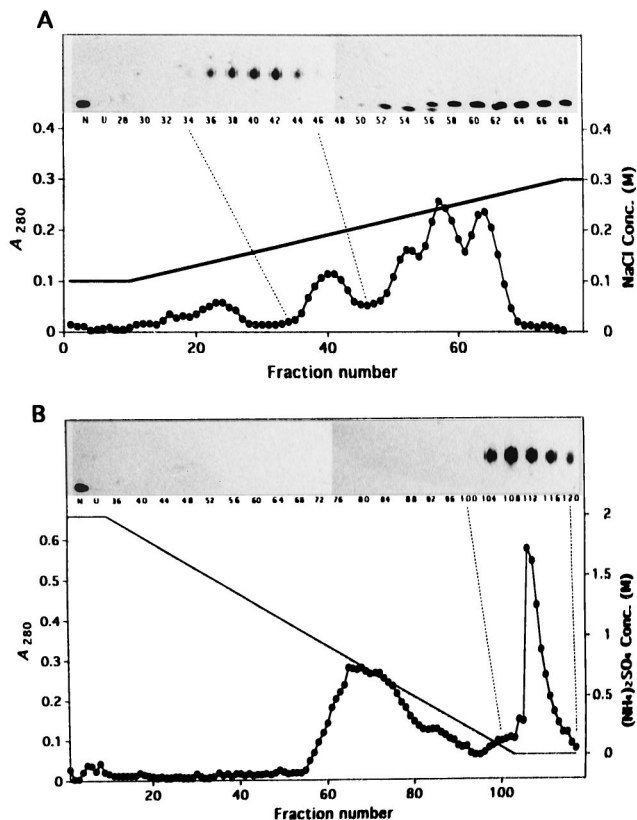 A
N U 28 30 32 34 36 38 40 42 44 46 48 50 52 54 56 58 60 62 64 66 68
0.4 0.4
0.3 0.3
0.2 0.2
0.1 0.1
0 0
A 280
NaCl Conc. (M)
0 20 40 60
Fraction number
B
N U 36 40 44 48 52 56 60 64 68 72 76 80 84 88 92 96 100 104 108 112 116 120
0.6 2
0.5 1.5
0.4
0.3 1
0.2 0.5
0.1
0 0
A 280
(NH4)2SO4 Conc. (M)
20 40 60 80 100
Fraction number